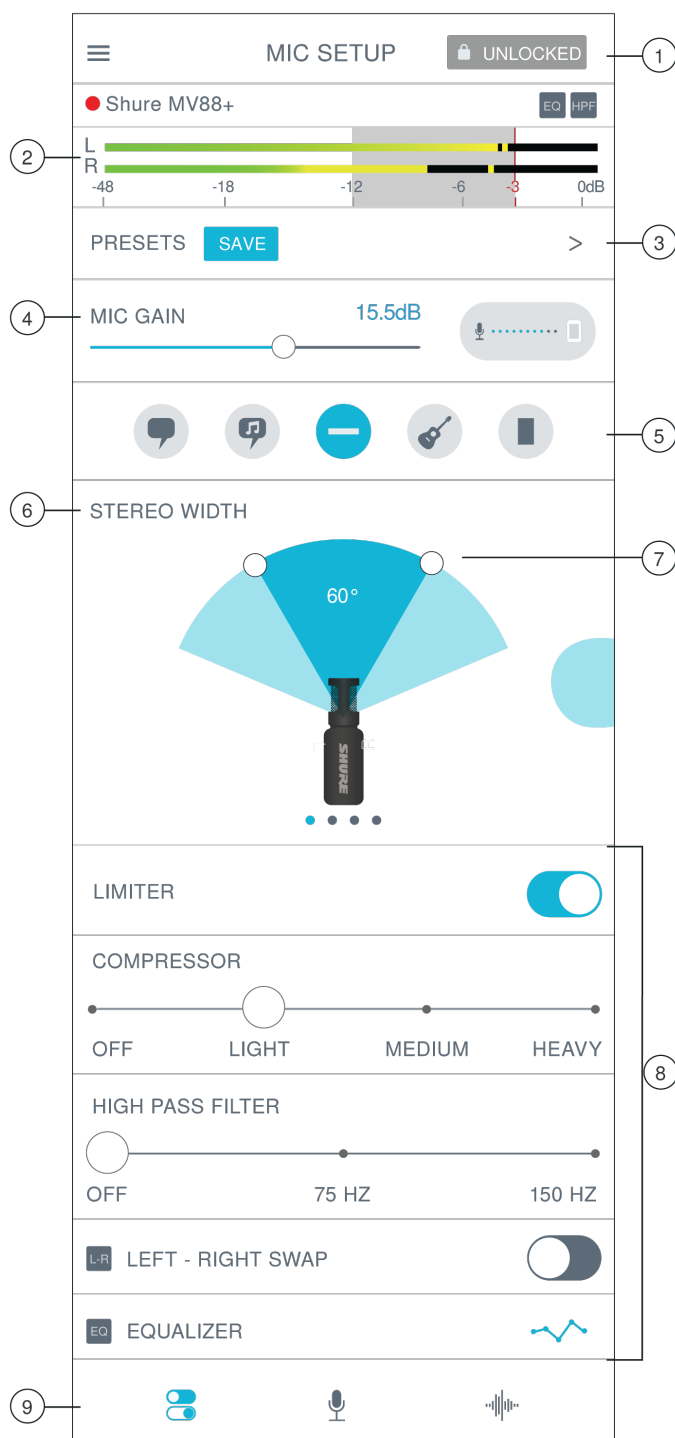 MIC SETUP
UNLOCKED
1
Shure MV88+
EQ HPF
2
L
R
-48 -18 -12 -6 -3 0dB
PRESETS SAVE >
3
4
MIC GAIN 15.5dB
5
6
STEREO WIDTH
7
60°
SHURE
LIMITER
COMPRESSOR
OFF LIGHT MEDIUM HEAVY
8
HIGH PASS FILTER
OFF 75 HZ 150 HZ
L-R LEFT - RIGHT SWAP
EQ EQUALIZER
9